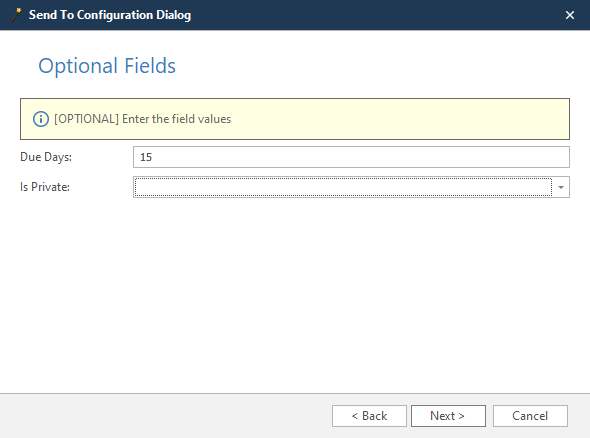 Send To Configuration Dialog
Optional Fields
[OPTIONAL] Enter the field values
Due Days: 15
Is Private:
< Back Next > Cancel